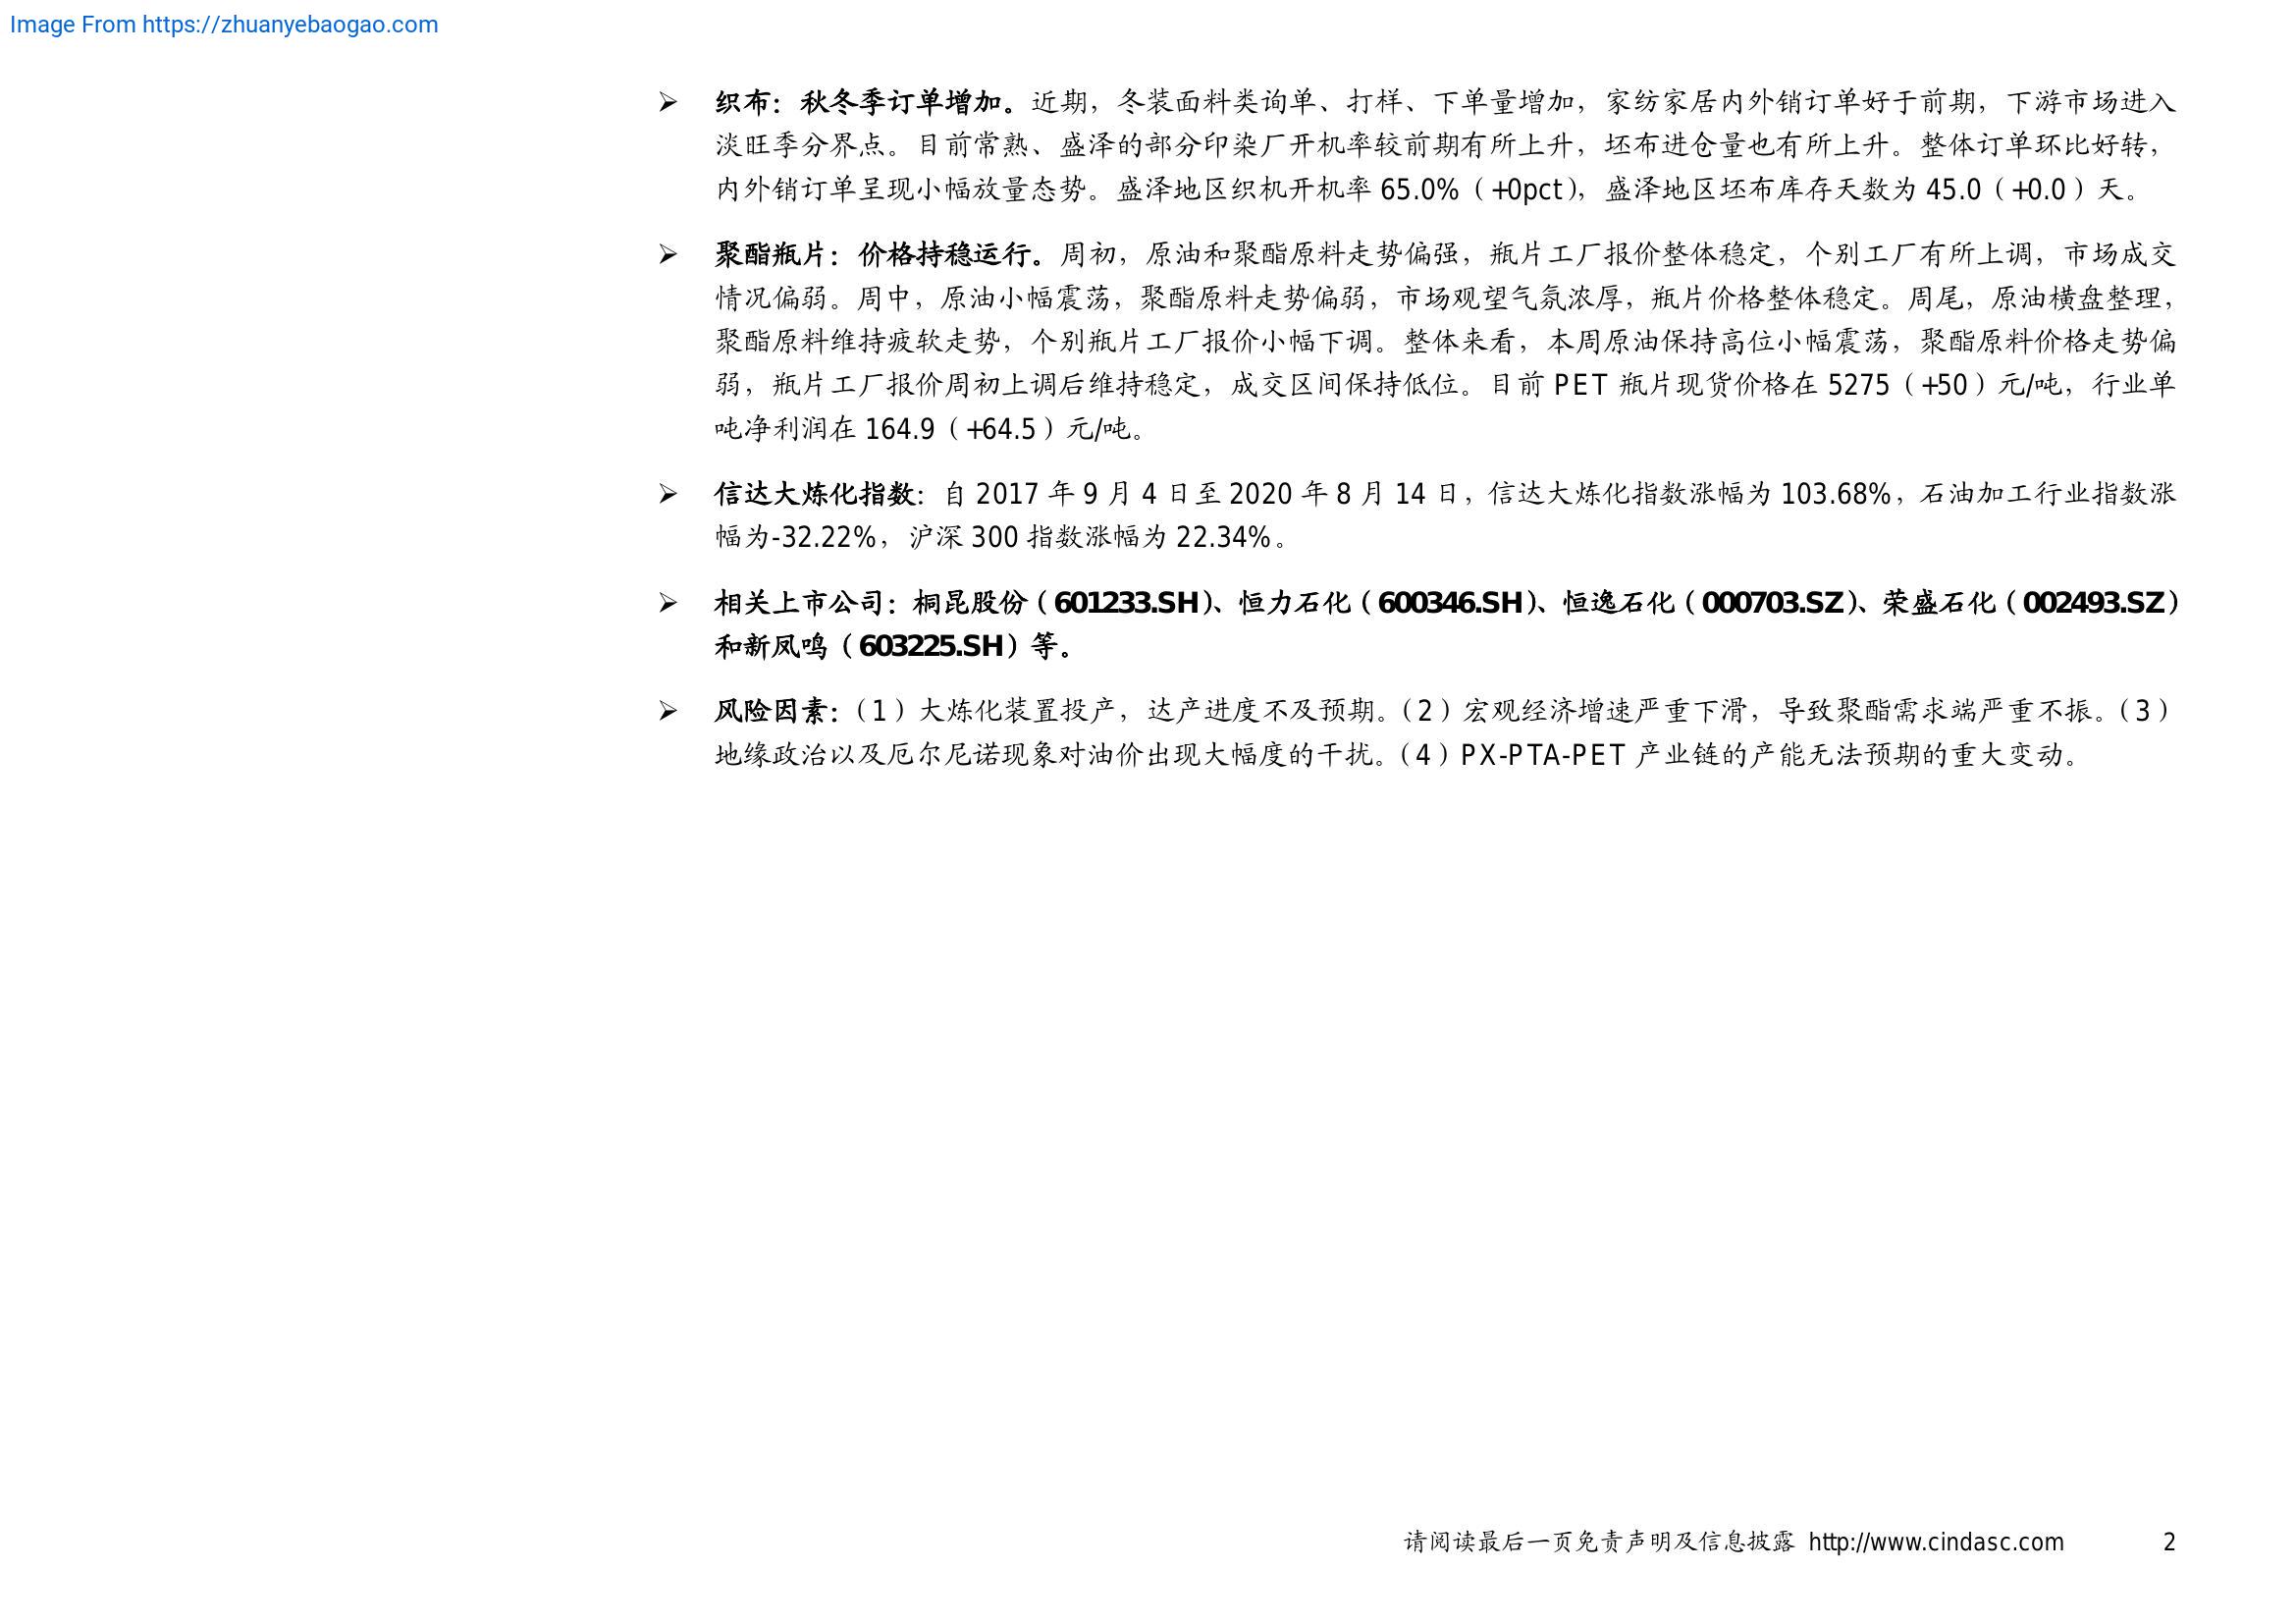 Image From https://zhuanyebaogao.com
➢ 织布：秋冬季订单增加。近期，冬装面料类询单、打样、下单量增加，家纺家居内外销订单好于前期，下游市场进入
淡旺季分界点。目前常熟、盛泽的部分印染厂开机率较前期有所上升，坯布进仓量也有所上升。整体订单环比好转，
内外销订单呈现小幅放量态势。盛泽地区织机开机率 65.0%（+0pct），盛泽地区坯布库存天数为 45.0（+0.0）天。
➢ 聚酯瓶片：价格持稳运行。周初，原油和聚酯原料走势偏强，瓶片工厂报价整体稳定，个别工厂有所上调，市场成交
情况偏弱。周中，原油小幅震荡，聚酯原料走势偏弱，市场观望气氛浓厚，瓶片价格整体稳定。周尾，原油横盘整理，
聚酯原料维持疲软走势，个别瓶片工厂报价小幅下调。整体来看，本周原油保持高位小幅震荡，聚酯原料价格走势偏
弱，瓶片工厂报价周初上调后维持稳定，成交区间保持低位。目前 PET 瓶片现货价格在 5275（+50）元/吨，行业单
吨净利润在 164.9（+64.5）元/吨。
➢ 信达大炼化指数：自 2017 年 9 月 4 日至 2020 年 8 月 14 日，信达大炼化指数涨幅为 103.68%，石油加工行业指数涨
幅为-32.22%，沪深 300 指数涨幅为 22.34%。
➢ 相关上市公司：桐昆股份（601233.SH）、恒力石化（600346.SH）、恒逸石化（000703.SZ）、荣盛石化（002493.SZ）
和新凤鸣（603225.SH）等。
➢ 风险因素：（1）大炼化装置投产，达产进度不及预期。（2）宏观经济增速严重下滑，导致聚酯需求端严重不振。（3）
地缘政治以及厄尔尼诺现象对油价出现大幅度的干扰。（4）PX-PTA-PET 产业链的产能无法预期的重大变动。
请阅读最后一页免责声明及信息披露 http://www.cindasc.com 2